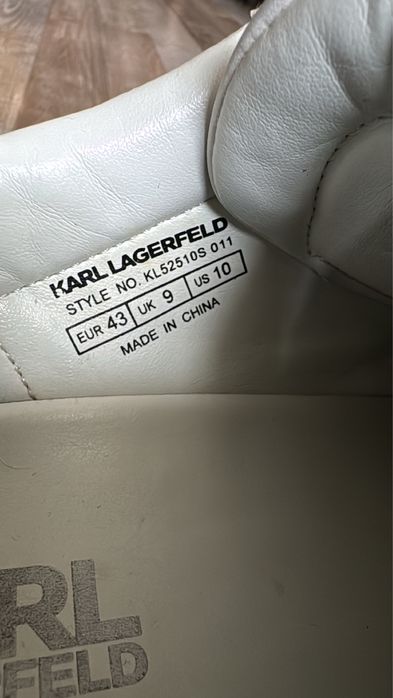 KARL LAGERFELD
STYLE NO. KL52510S 011
EUR 43 UK 9 US 10
MADE IN CHINA
RL
FELD